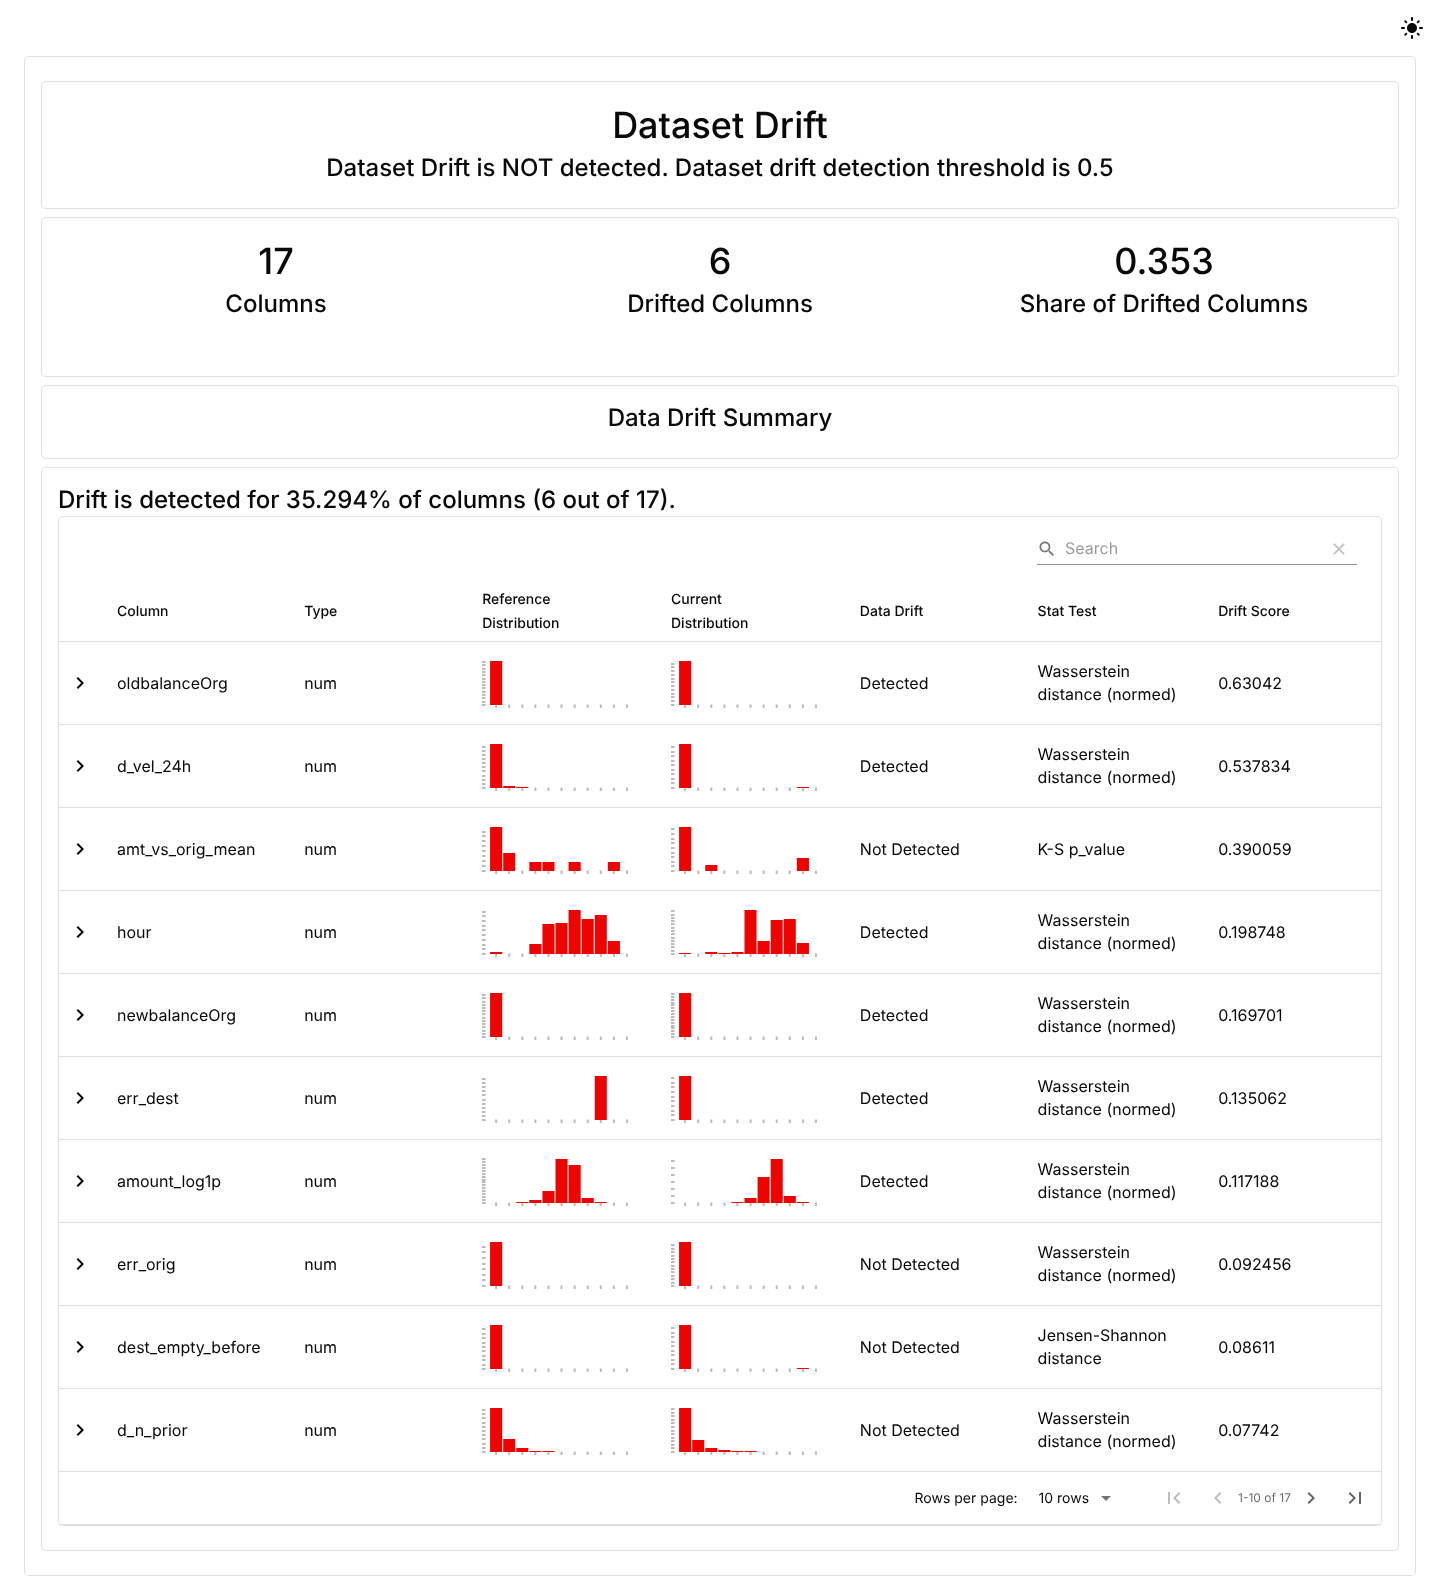 Dataset Drift
Dataset Drift is NOT detected. Dataset drift detection threshold is 0.5
17
Columns
6
Drifted Columns
0.353
Share of Drifted Columns
Data Drift Summary
Drift is detected for 35.294% of columns (6 out of 17).
Search
Column Type Reference Distribution Current Distribution Data Drift Stat Test Drift Score
oldbalanceOrg num Detected Wasserstein distance (normed) 0.63042
d_vel_24h num Detected Wasserstein distance (normed) 0.537834
amt_vs_orig_mean num Not Detected K-S p_value 0.390059
hour num Detected Wasserstein distance (normed) 0.198748
newbalanceOrg num Detected Wasserstein distance (normed) 0.169701
err_dest num Detected Wasserstein distance (normed) 0.135062
amount_log1p num Detected Wasserstein distance (normed) 0.117188
err_orig num Not Detected Wasserstein distance (normed) 0.092456
dest_empty_before num Not Detected Jensen-Shannon distance 0.08611
d_n_prior num Not Detected Wasserstein distance (normed) 0.07742
Rows per page: 10 rows 1-10 of 17